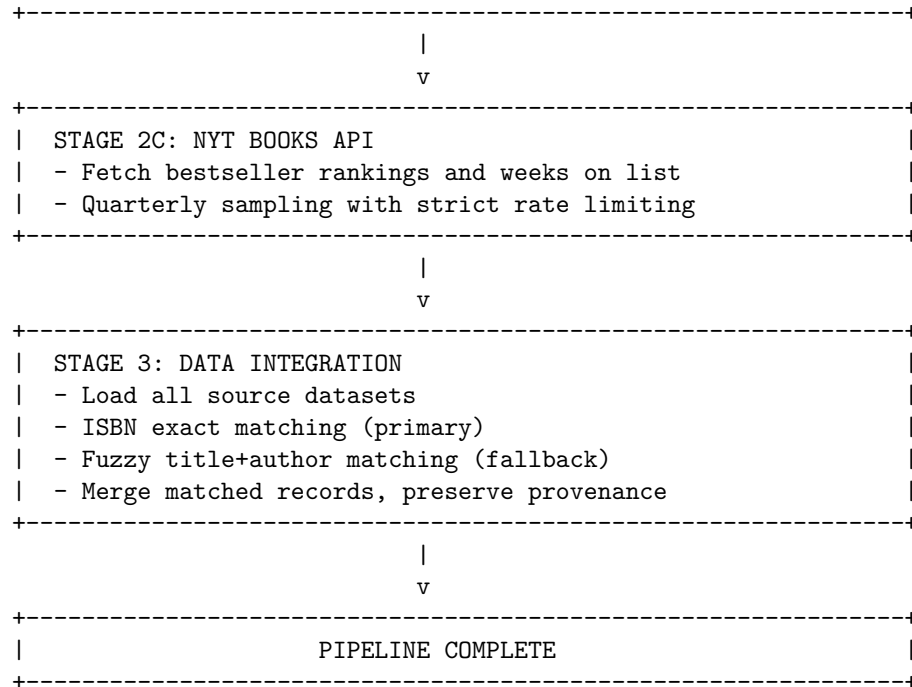 +---------------------------------------------------------------+
|
v
+---------------------------------------------------------------+
| STAGE 2C: NYT BOOKS API |
| - Fetch bestseller rankings and weeks on list |
| - Quarterly sampling with strict rate limiting |
+---------------------------------------------------------------+
|
v
+---------------------------------------------------------------+
| STAGE 3: DATA INTEGRATION |
| - Load all source datasets |
| - ISBN exact matching (primary) |
| - Fuzzy title+author matching (fallback) |
| - Merge matched records, preserve provenance |
+---------------------------------------------------------------+
|
v
+---------------------------------------------------------------+
| PIPELINE COMPLETE |
+---------------------------------------------------------------+